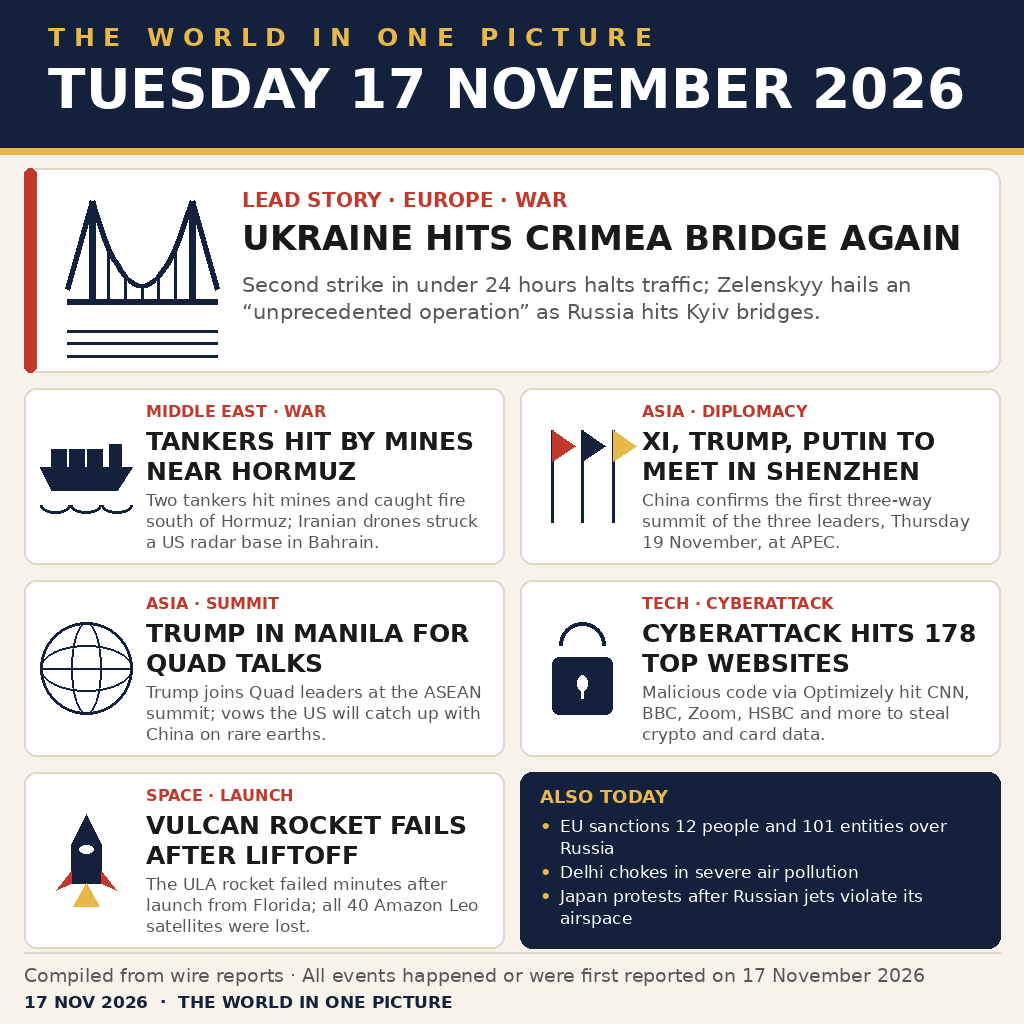 THE WORLD IN ONE PICTURE
TUESDAY 17 NOVEMBER 2026
LEAD STORY · EUROPE · WAR
UKRAINE HITS CRIMEA BRIDGE AGAIN
Second strike in under 24 hours halts traffic; Zelenskyy hails an
“unprecedented operation” as Russia hits Kyiv bridges.
MIDDLE EAST · WAR
TANKERS HIT BY MINES
NEAR HORMUZ
Two tankers hit mines and caught fire
south of Hormuz; Iranian drones struck
a US radar base in Bahrain.
ASIA · DIPLOMACY
XI, TRUMP, PUTIN TO
MEET IN SHENZHEN
China confirms the first three-way
summit of the three leaders, Thursday
19 November, at APEC.
ASIA · SUMMIT
TRUMP IN MANILA FOR
QUAD TALKS
Trump joins Quad leaders at the ASEAN
summit; vows the US will catch up with
China on rare earths.
TECH · CYBERATTACK
CYBERATTACK HITS 178
TOP WEBSITES
Malicious code via Optimizely hit CNN,
BBC, Zoom, HSBC and more to steal
crypto and card data.
SPACE · LAUNCH
VULCAN ROCKET FAILS
AFTER LIFTOFF
The ULA rocket failed minutes after
launch from Florida; all 40 Amazon Leo
satellites were lost.
ALSO TODAY
• EU sanctions 12 people and 101 entities over
Russia
• Delhi chokes in severe air pollution
• Japan protests after Russian jets violate its
airspace
Compiled from wire reports · All events happened or were first reported on 17 November 2026
17 NOV 2026 · THE WORLD IN ONE PICTURE